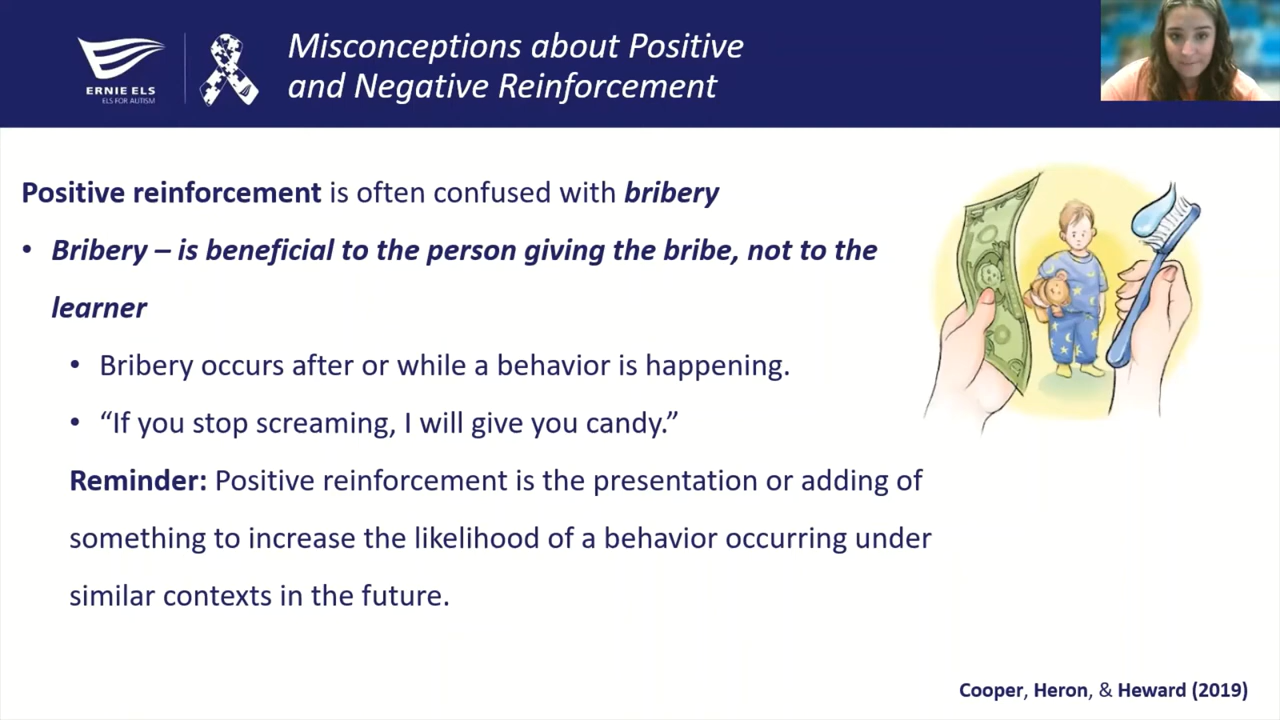 ERNIE ELS
ELS FOR AUTISM
Misconceptions about Positive
and Negative Reinforcement
Positive reinforcement is often confused with bribery
• Bribery – is beneficial to the person giving the bribe, not to the
learner
• Bribery occurs after or while a behavior is happening.
• “If you stop screaming, I will give you candy.”
Reminder: Positive reinforcement is the presentation or adding of
something to increase the likelihood of a behavior occurring under
similar contexts in the future.
Cooper, Heron, & Heward (2019)